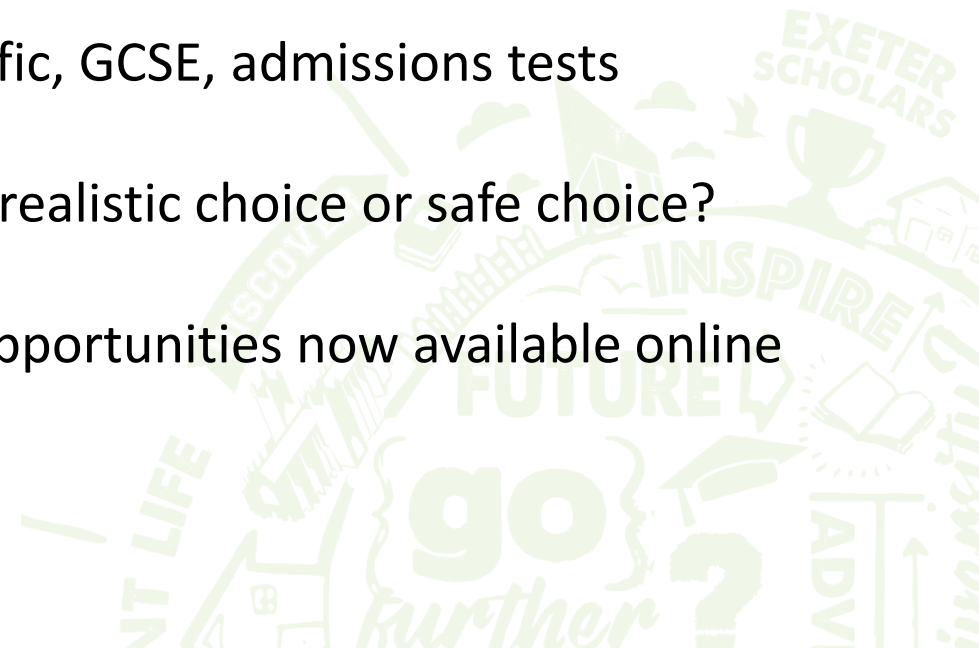 fic, GCSE, admissions tests
EXETER
SCHOLARS
realistic choice or safe choice?
INSPIRE
pportunities now available online
FUTURE
LIFE
go
further
?